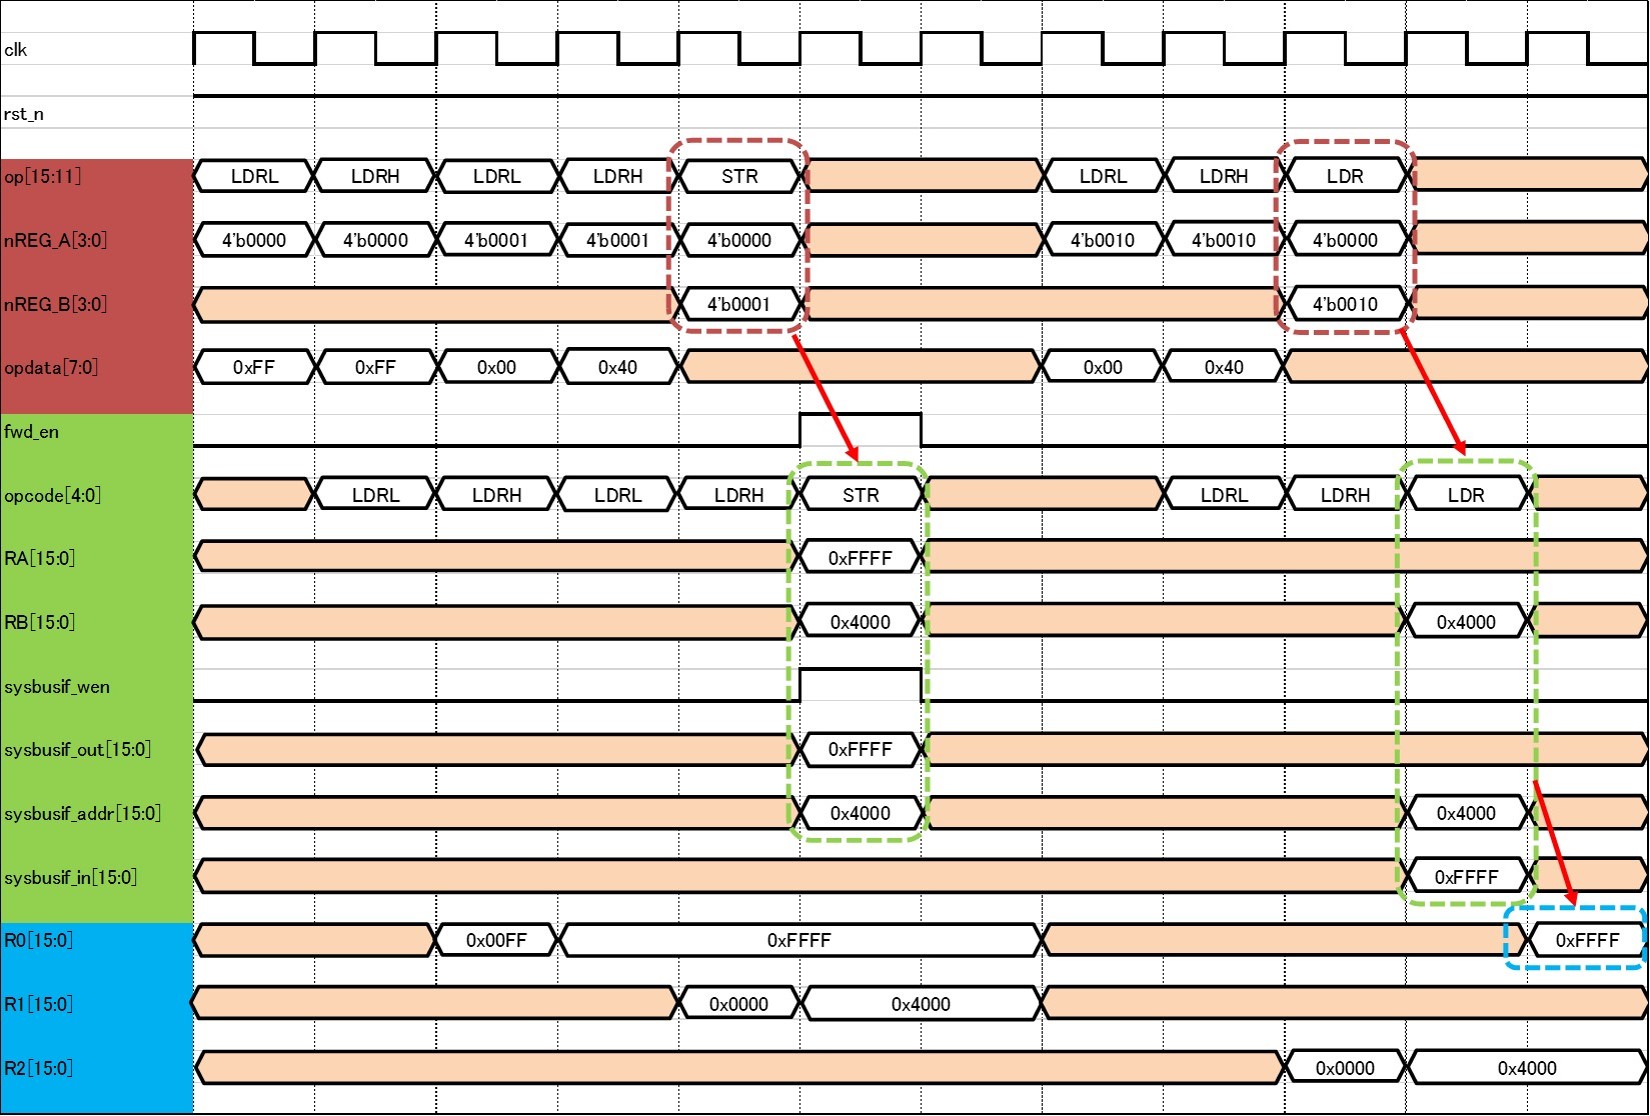 clk
rst_n
op[15:11] LDRL LDRH LDRL LDRH STR LDRL LDRH LDR
nREG_A[3:0] 4'b0000 4'b0000 4'b0001 4'b0001 4'b0000 4'b0010 4'b0010 4'b0000
nREG_B[3:0] 4'b0001 4'b0010
opdata[7:0] 0xFF 0xFF 0x00 0x40 0x00 0x40
fwd_en
opcode[4:0] LDRL LDRH LDRL LDRH STR LDRL LDRH LDR
RA[15:0] 0xFFFF
RB[15:0] 0x4000 0x4000
sysbusif_wen
sysbusif_out[15:0] 0xFFFF
sysbusif_addr[15:0] 0x4000 0x4000
sysbusif_in[15:0] 0xFFFF
R0[15:0] 0x00FF 0xFFFF 0xFFFF
R1[15:0] 0x0000 0x4000
R2[15:0] 0x0000 0x4000